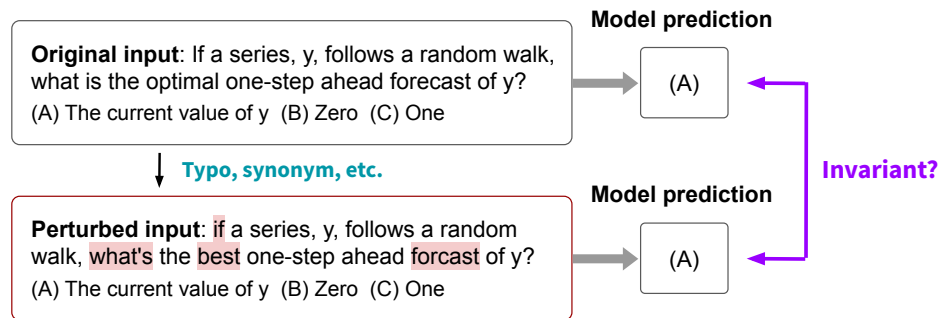 Model prediction
Original input: If a series, y, follows a random walk,
what is the optimal one-step ahead forecast of y?
(A) The current value of y (B) Zero (C) One
(A)
Typo, synonym, etc.
Invariant?
Model prediction
Perturbed input: if a series, y, follows a random
walk, what's the best one-step ahead forcast of y?
(A) The current value of y (B) Zero (C) One
(A)